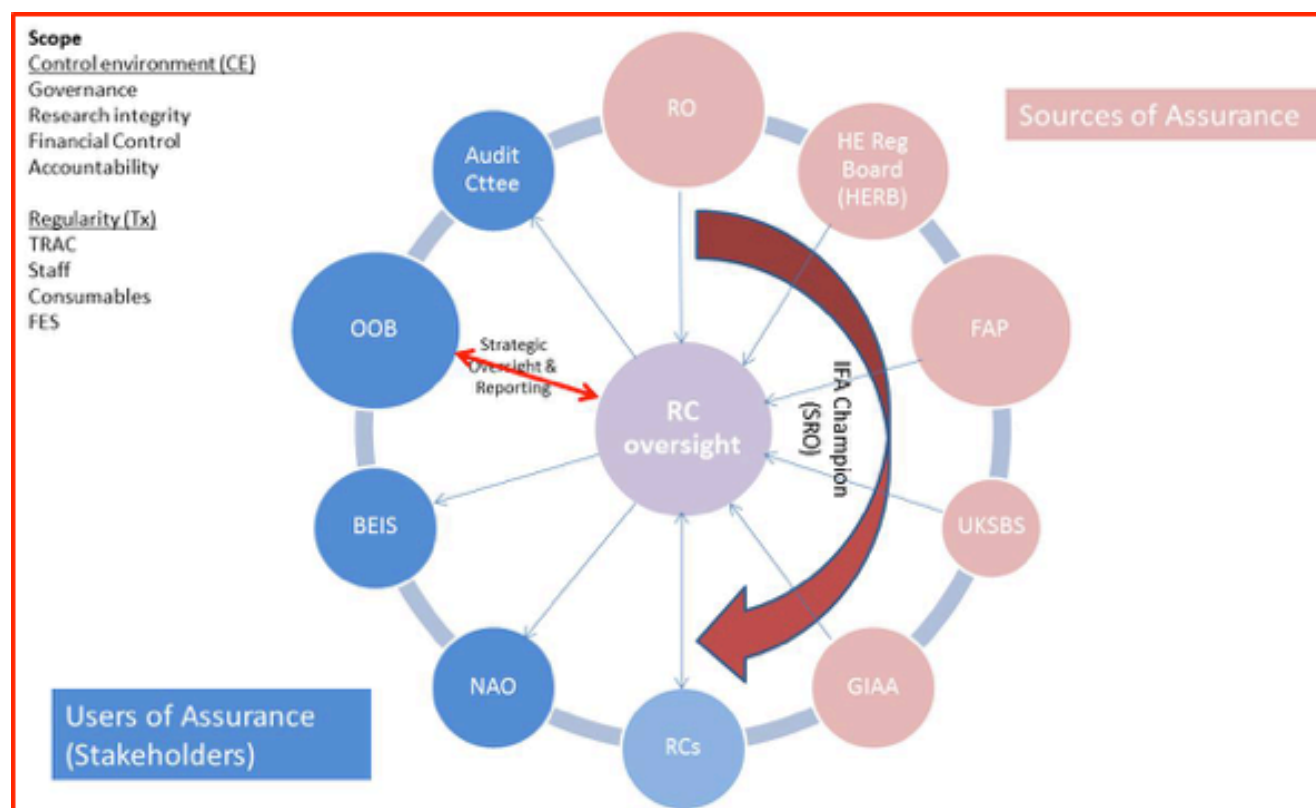 Scope
Control environment (CE)
Governance
Research integrity
Financial Control
Accountability
Regularity (Tx)
TRAC
Staff
Consumables
FES
Sources of Assurance
RO
HE Reg
Board
(HERB)
FAP
UKSBS
GIAA
RCs
NAO
BEIS
OOB
Audit
Cttee
Strategic
Oversight &
Reporting
RC
oversight
IFA Champion
(SRO)
Users of Assurance
(Stakeholders)